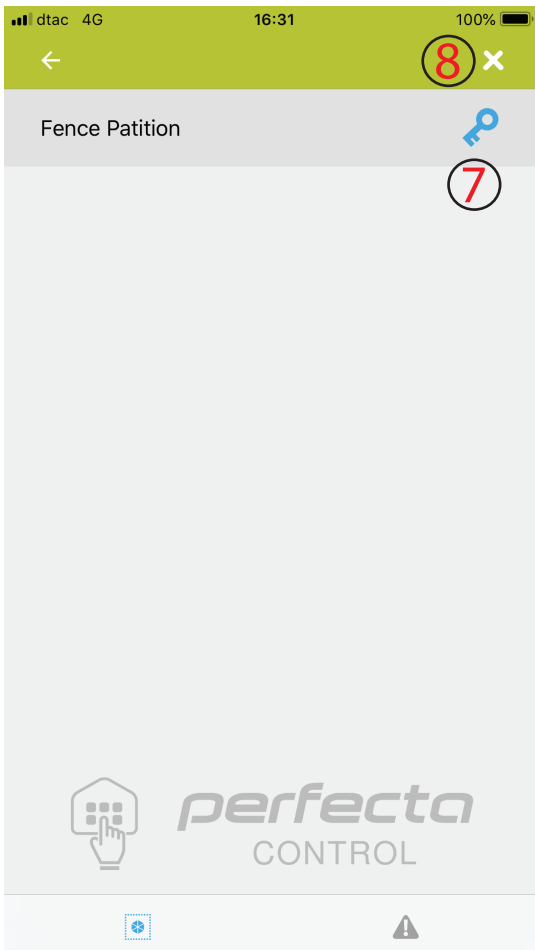 dtac 4G 16:31 100%
8
Fence Patition
7
perfecta
CONTROL